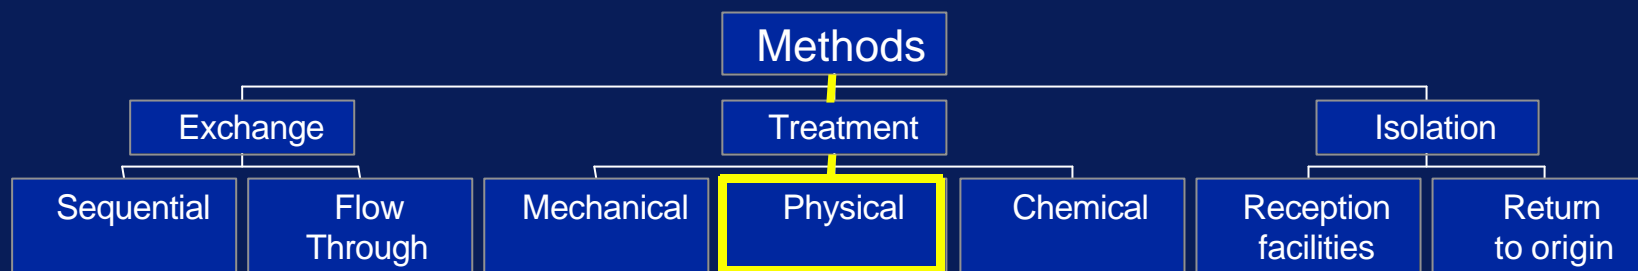 Methods
Exchange
Treatment
Isolation
Sequential
Flow
Through
Mechanical
Physical
Chemical
Reception
facilities
Return
to origin